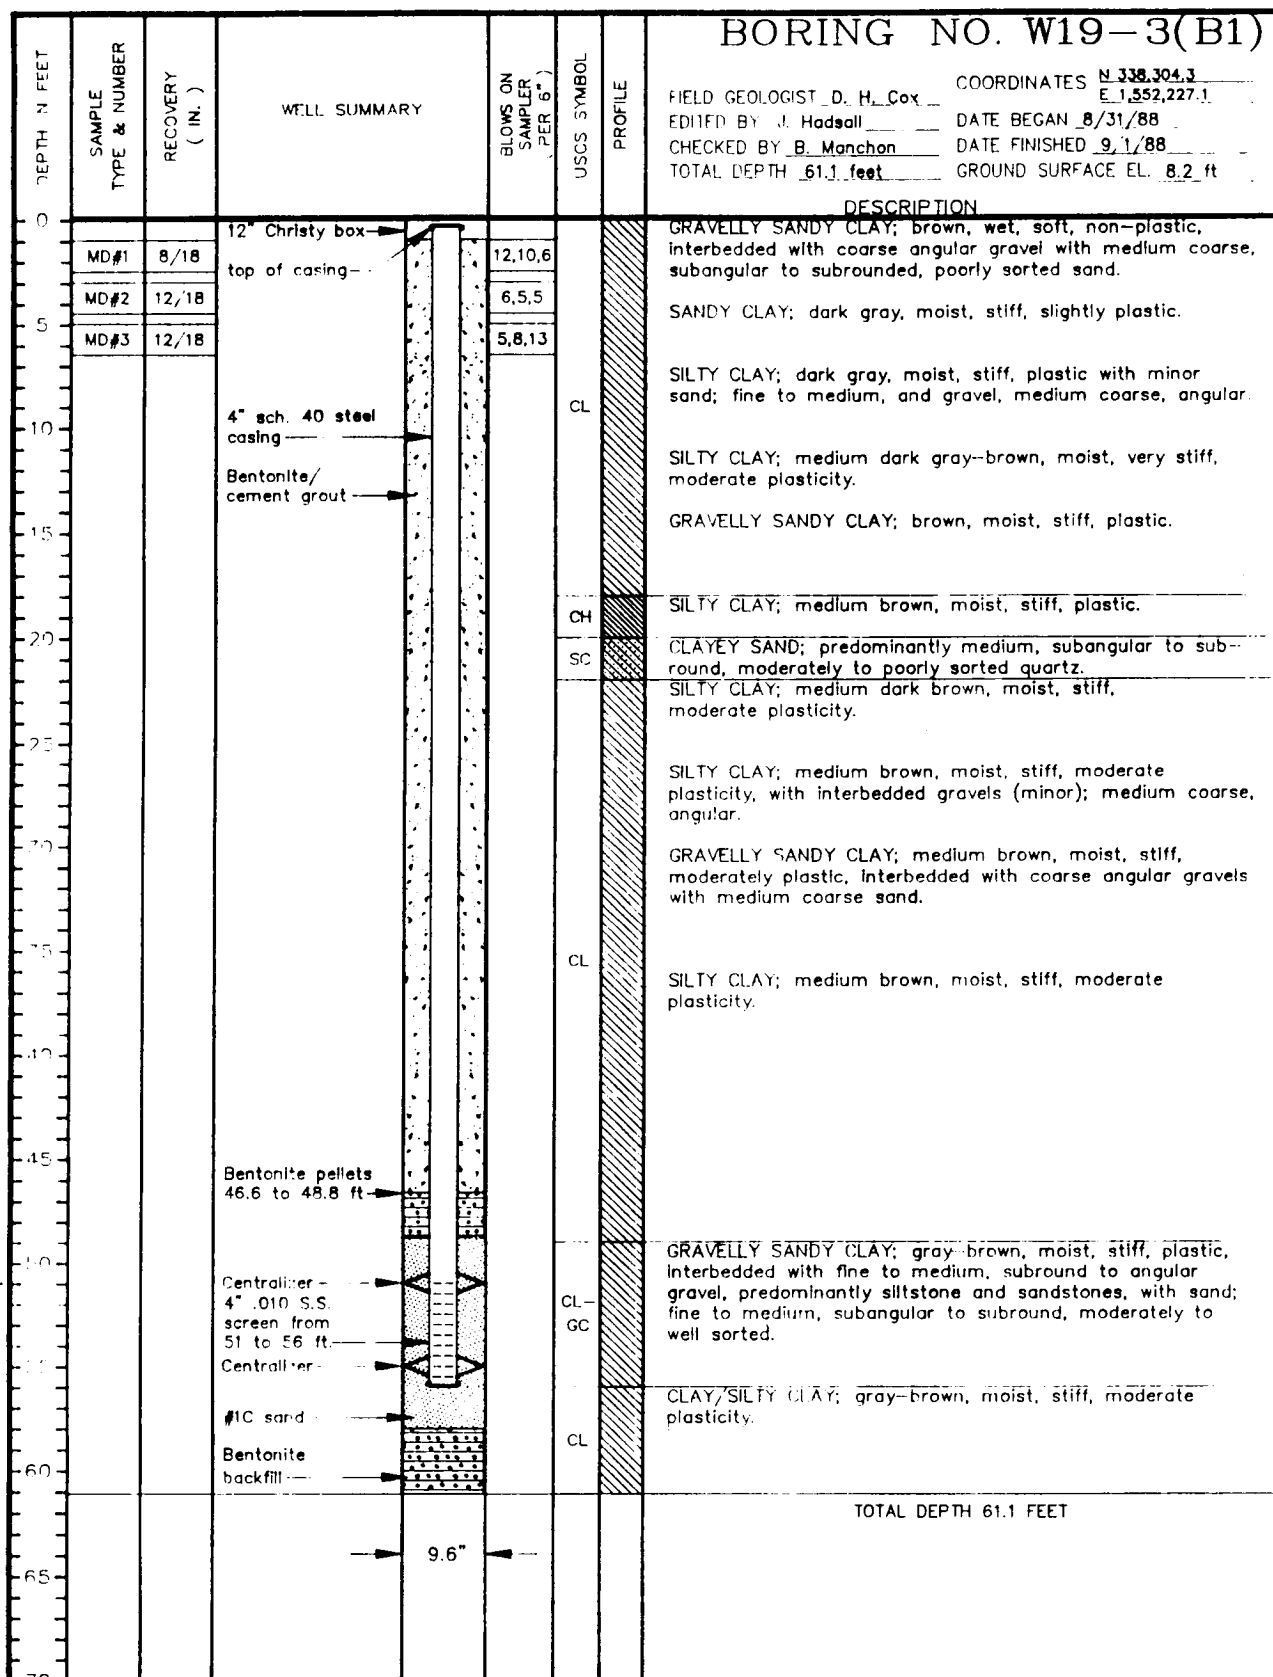 BORING NO. W19-3(B1)
DEPTH IN FEET
SAMPLE
TYPE & NUMBER
RECOVERY
( IN. )
WELL SUMMARY
BLOWS ON
SAMPLER
( PER 6" )
USCS SYMBOL
PROFILE
FIELD GEOLOGIST D. H. Cox
COORDINATES N 338,304.3
E 1,552,227.1
EDITED BY J. Hadsall
DATE BEGAN 8/31/88
CHECKED BY B. Manchon
DATE FINISHED 9/1/88
TOTAL DEPTH 61.1 feet
GROUND SURFACE EL. 8.2 ft
DESCRIPTION
0
12" Christy box
GRAVELLY SANDY CLAY; brown, wet, soft, non-plastic,
interbedded with coarse angular gravel with medium coarse,
subangular to subrounded, poorly sorted sand.
MD#1 8/18
12,10,6
top of casing
MD#2 12/18
6,5,5
SANDY CLAY; dark gray, moist, stiff, slightly plastic.
5
MD#3 12/18
5,8,13
SILTY CLAY; dark gray, moist, stiff, plastic with minor
sand; fine to medium, and gravel, medium coarse, angular.
CL
10
4" sch. 40 steel
casing
Bentonite/
cement grout
SILTY CLAY; medium dark gray-brown, moist, very stiff,
moderate plasticity.
GRAVELLY SANDY CLAY; brown, moist, stiff, plastic.
15
CH
SILTY CLAY; medium brown, moist, stiff, plastic.
20
SC
CLAYEY SAND; predominantly medium, subangular to sub-
round, moderately to poorly sorted quartz.
SILTY CLAY; medium dark brown, moist, stiff,
moderate plasticity.
25
SILTY CLAY; medium brown, moist, stiff, moderate
plasticity, with interbedded gravels (minor); medium coarse,
angular.
30
GRAVELLY SANDY CLAY; medium brown, moist, stiff,
moderately plastic, interbedded with coarse angular gravels
with medium coarse sand.
35
CL
SILTY CLAY; medium brown, moist, stiff, moderate
plasticity.
40
45
Bentonite pellets
46.6 to 48.8 ft
50
GRAVELLY SANDY CLAY; gray-brown, moist, stiff, plastic,
interbedded with fine to medium, subround to angular
gravel, predominantly siltstone and sandstones, with sand;
fine to medium, subangular to subround, moderately to
well sorted.
Centralizer
4" .010 S.S.
screen from
51 to 56 ft.
CL-
GC
55
Centralizer
CLAY/SILTY CLAY; gray-brown, moist, stiff, moderate
plasticity.
#1C sand
CL
Bentonite
backfill
60
TOTAL DEPTH 61.1 FEET
9.6"
65
70